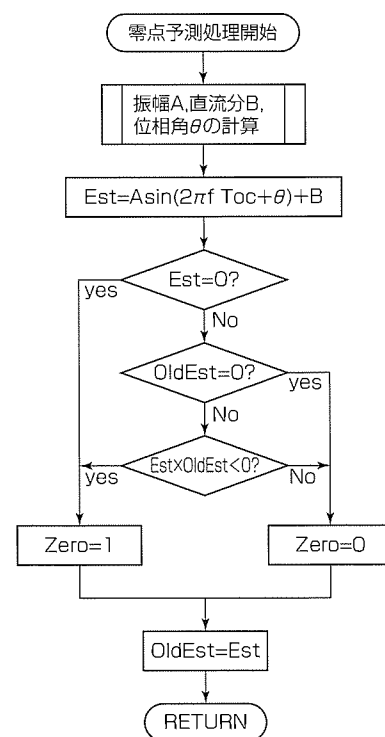 零点予測処理開始
振幅A,直流分B,
位相角θの計算
Est=Asin(2πf Toc+θ)+B
Est=0?
yes
No
OldEst=0?
yes
No
Est×OldEst<0?
yes
No
Zero=1
Zero=0
OldEst=Est
RETURN